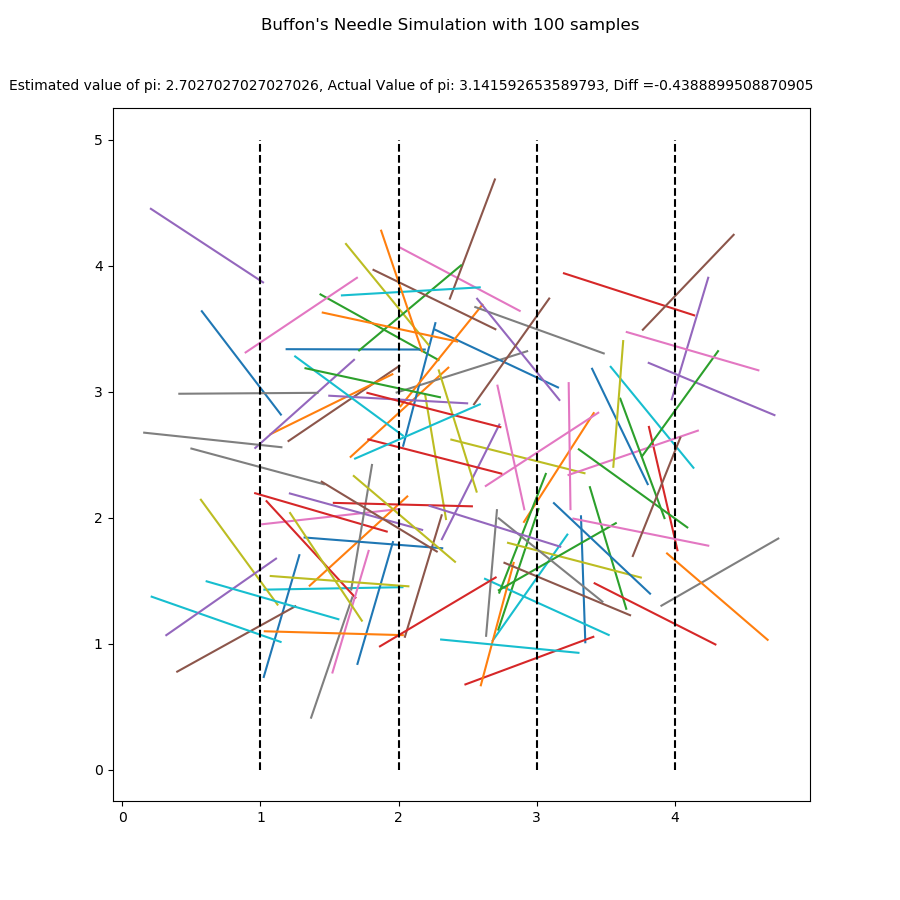 Buffon's Needle Simulation with 100 samples
Estimated value of pi: 2.7027027027027026, Actual Value of pi: 3.141592653589793, Diff =-0.4388899508870905
5
4
3
2
1
0
0 1 2 3 4